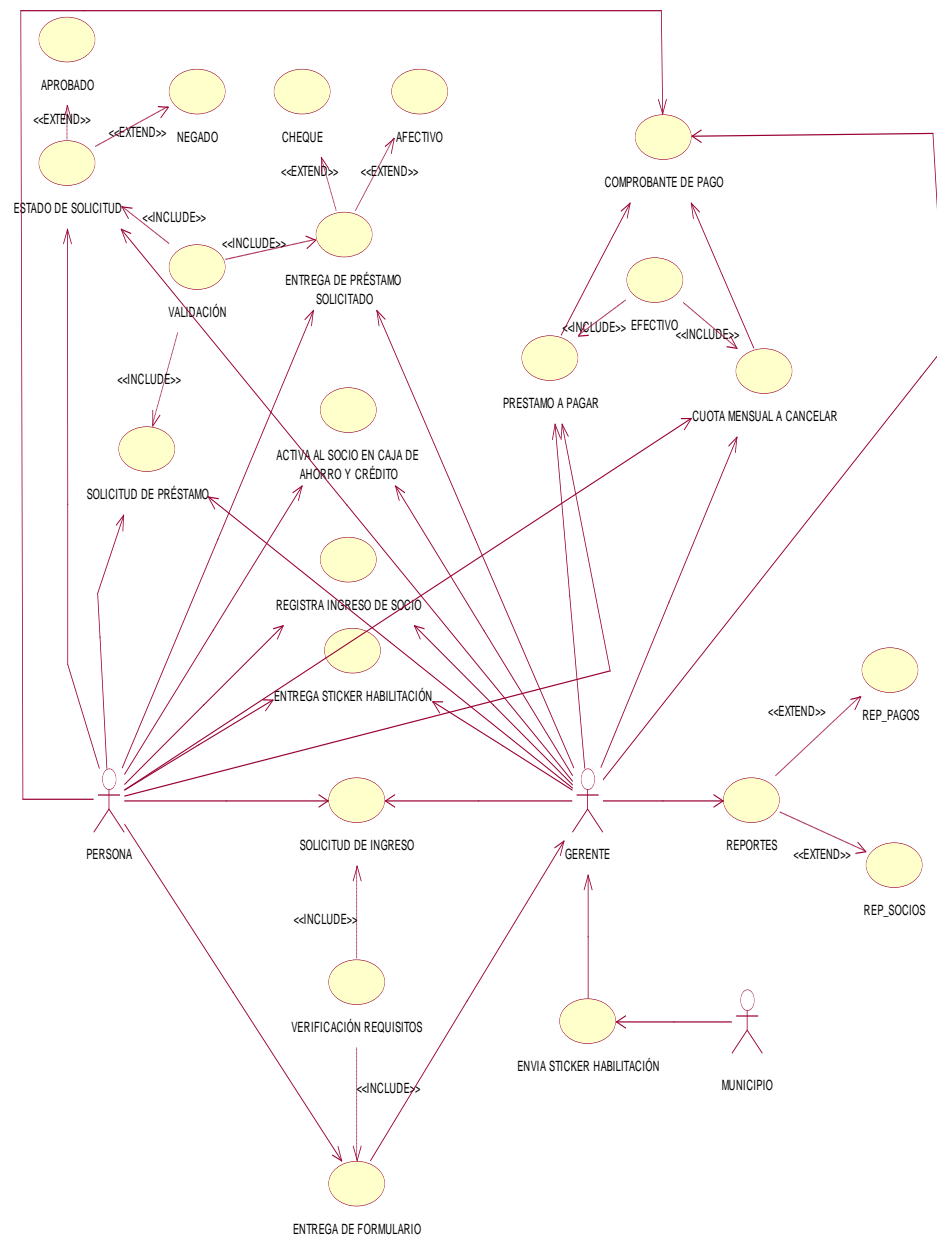 APROBADO
<<EXTEND>>
<<EXTEND>>
NEGADO
CHEQUE
AFECTIVO
<<EXTEND>>
<<EXTEND>>
COMPROBANTE DE PAGO
ESTADO DE SOLICITUD
<<INCLUDE>>
<<INCLUDE>>
ENTREGA DE PRÉSTAMO
SOLICITADO
VALIDACIÓN
EFECTIVO
<<INCLUDE>>
<<INCLUDE>>
<<INCLUDE>>
PRESTAMO A PAGAR
CUOTA MENSUAL A CANCELAR
ACTIVA AL SOCIO EN CAJA DE
AHORRO Y CRÉDITO
SOLICITUD DE PRÉSTAMO
REGISTRA INGRESO DE SOCIO
ENTREGA STICKER HABILITACIÓN
REP_PAGOS
<<EXTEND>>
PERSONA
SOLICITUD DE INGRESO
GERENTE
REPORTES
<<EXTEND>>
REP_SOCIOS
<<INCLUDE>>
VERIFICACIÓN REQUISITOS
ENVIA STICKER HABILITACIÓN
MUNICIPIO
<<INCLUDE>>
ENTREGA DE FORMULARIO